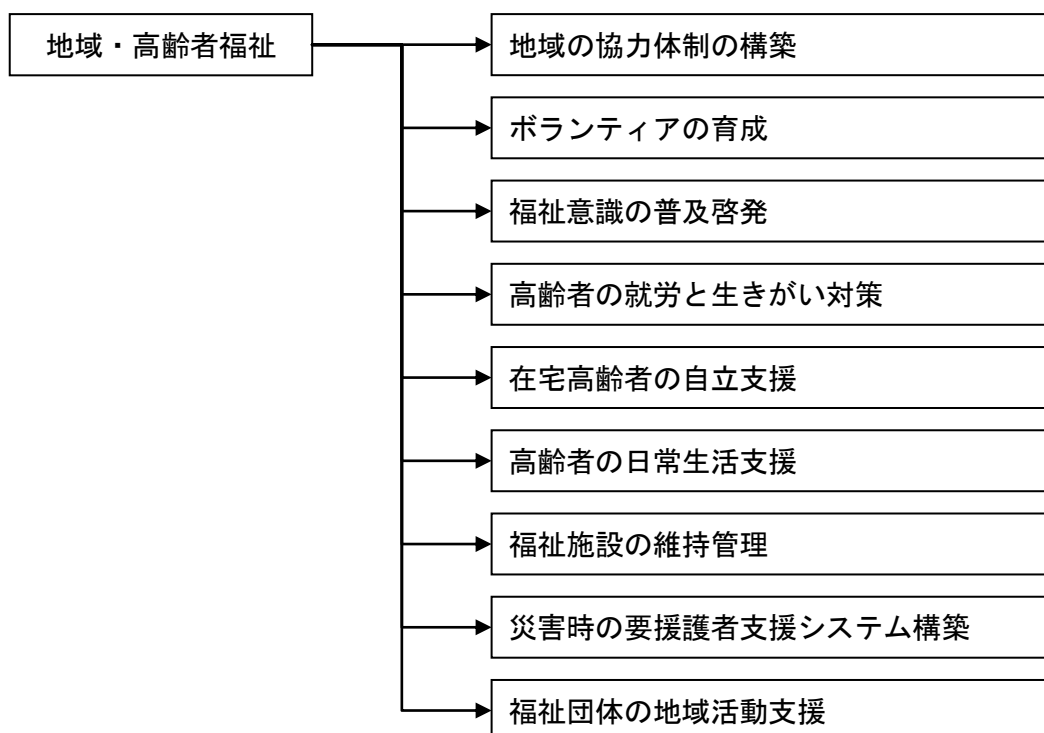 地域・高齢者福祉
地域の協力体制の構築
ボランティアの育成
福祉意識の普及啓発
高齢者の就労と生きがい対策
在宅高齢者の自立支援
高齢者の日常生活支援
福祉施設の維持管理
災害時の要援護者支援システム構築
福祉団体の地域活動支援